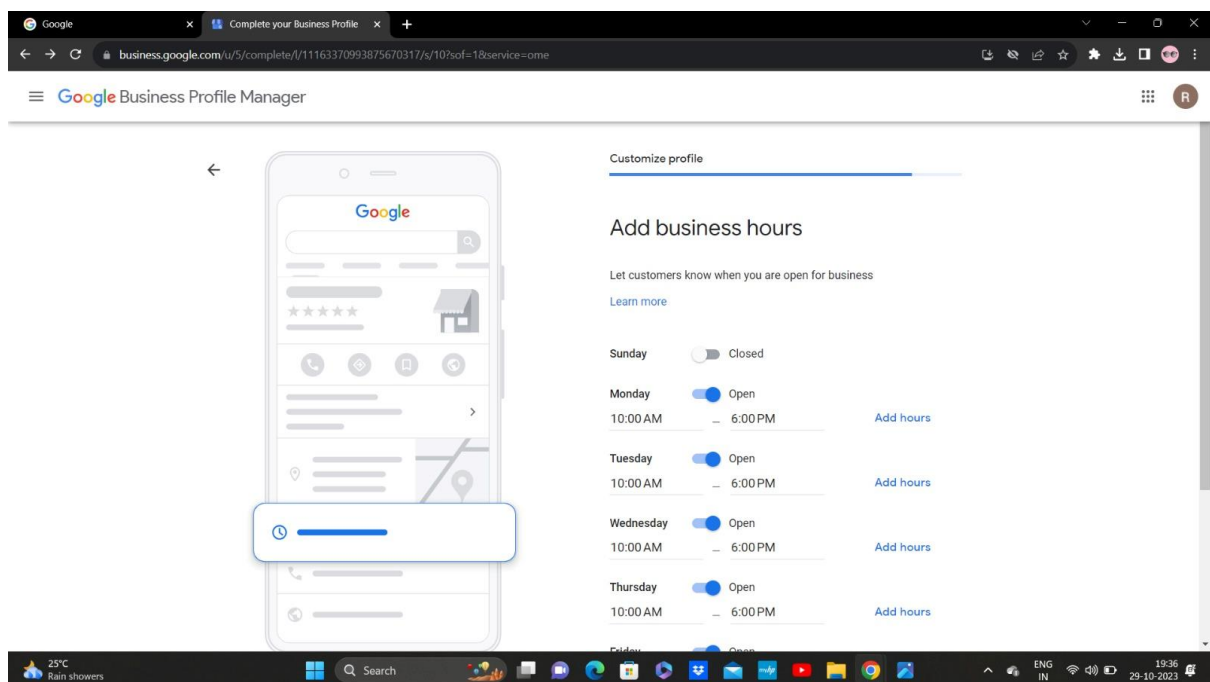 Google
Complete your Business Profile
business.google.com/u/5/complete/l/11163370993875670317/s/10?sof=1&service=ome
Google Business Profile Manager
R
Customize profile
Google
Add business hours
Let customers know when you are open for business
Learn more
Sunday Closed
Monday Open
10:00 AM – 6:00 PM Add hours
Tuesday Open
10:00 AM – 6:00 PM Add hours
Wednesday Open
10:00 AM – 6:00 PM Add hours
Thursday Open
10:00 AM – 6:00 PM Add hours
Friday Open
25°C
Rain showers
Search
ENG
IN
19:36
29-10-2023